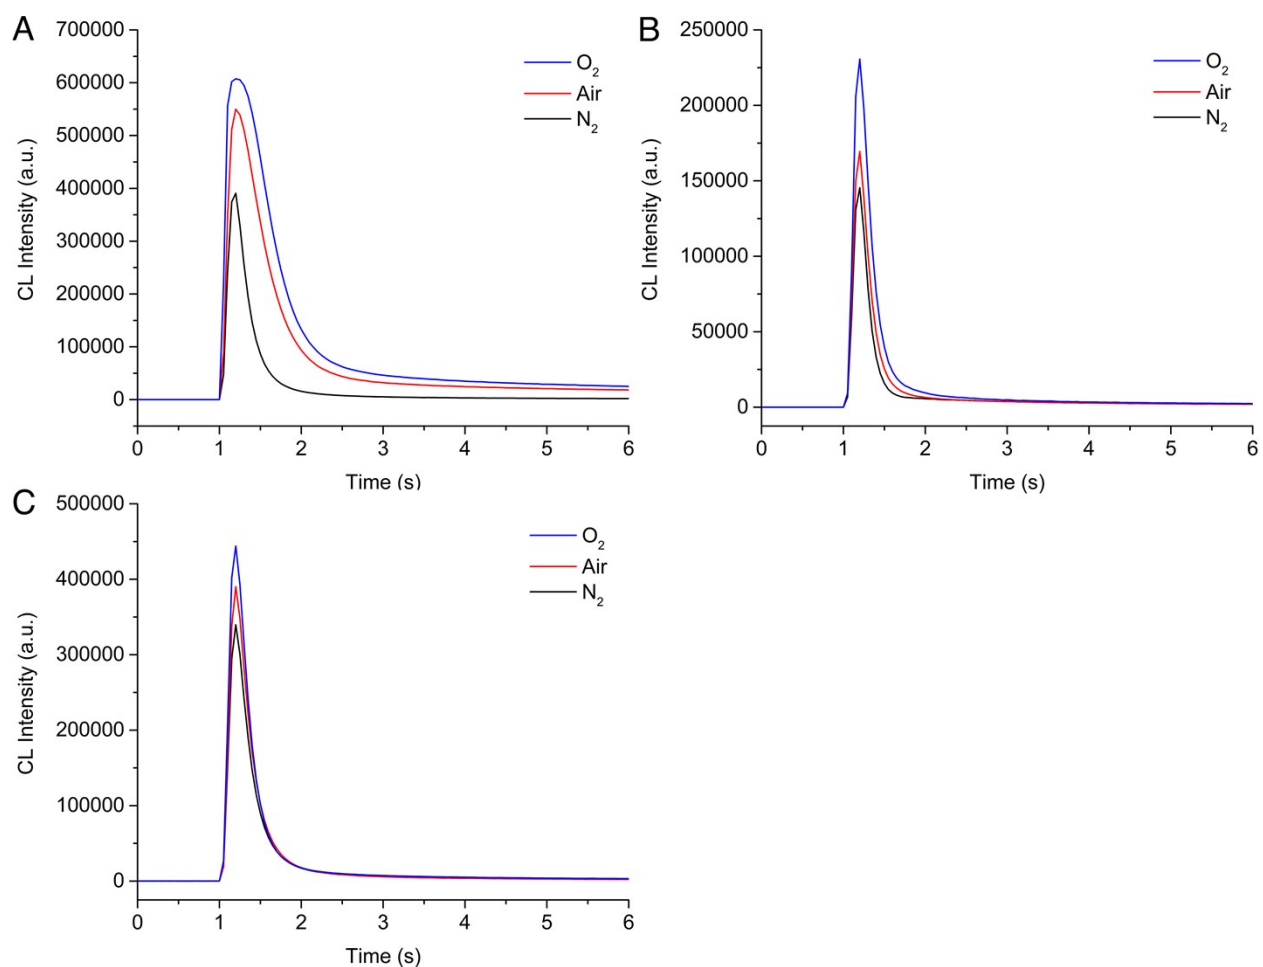 A
700000
600000
500000
400000
300000
200000
100000
0
CL Intensity (a.u.)
O₂
Air
N₂
0 1 2 3 4 5 6
Time (s)
B
250000
200000
150000
100000
50000
0
CL Intensity (a.u.)
O₂
Air
N₂
0 1 2 3 4 5 6
Time (s)
C
500000
400000
300000
200000
100000
0
CL Intensity (a.u.)
O₂
Air
N₂
0 1 2 3 4 5 6
Time (s)